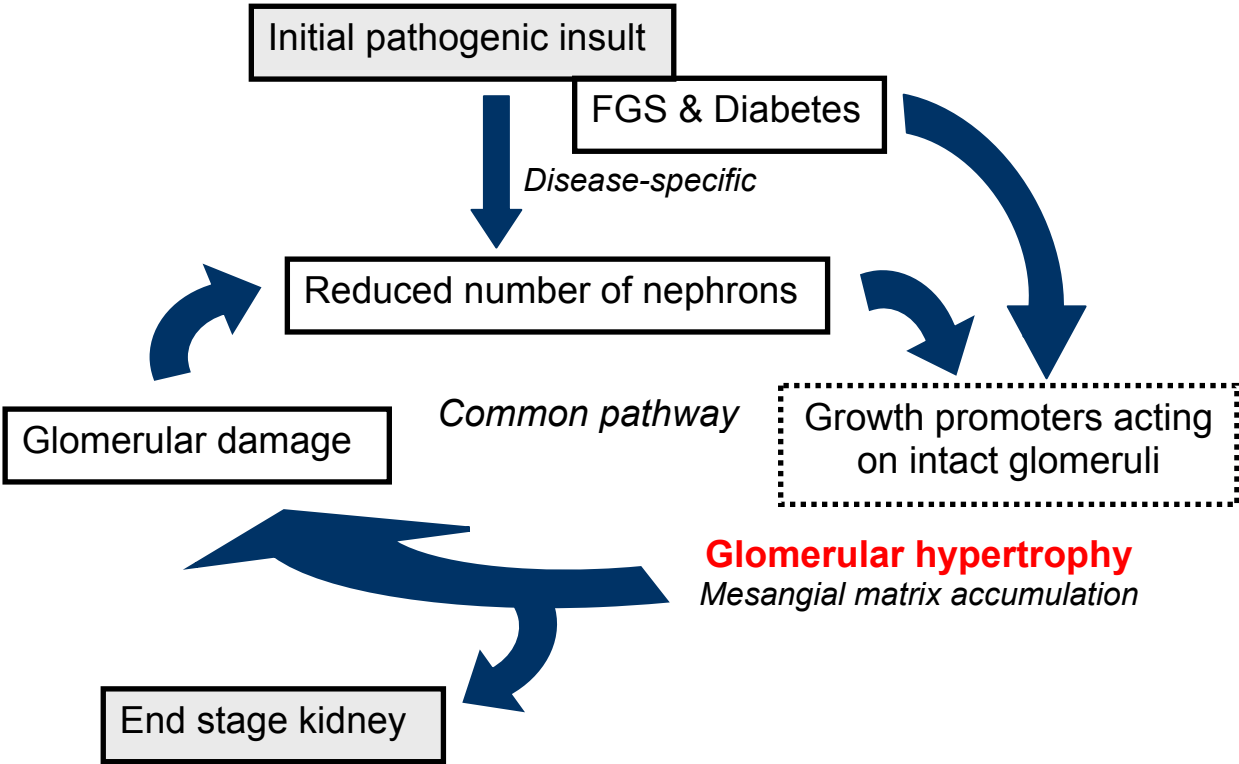 Initial pathogenic insult
FGS & Diabetes
Disease-specific
Reduced number of nephrons
Common pathway
Growth promoters acting
on intact glomeruli
Glomerular damage
Glomerular hypertrophy
Mesangial matrix accumulation
End stage kidney